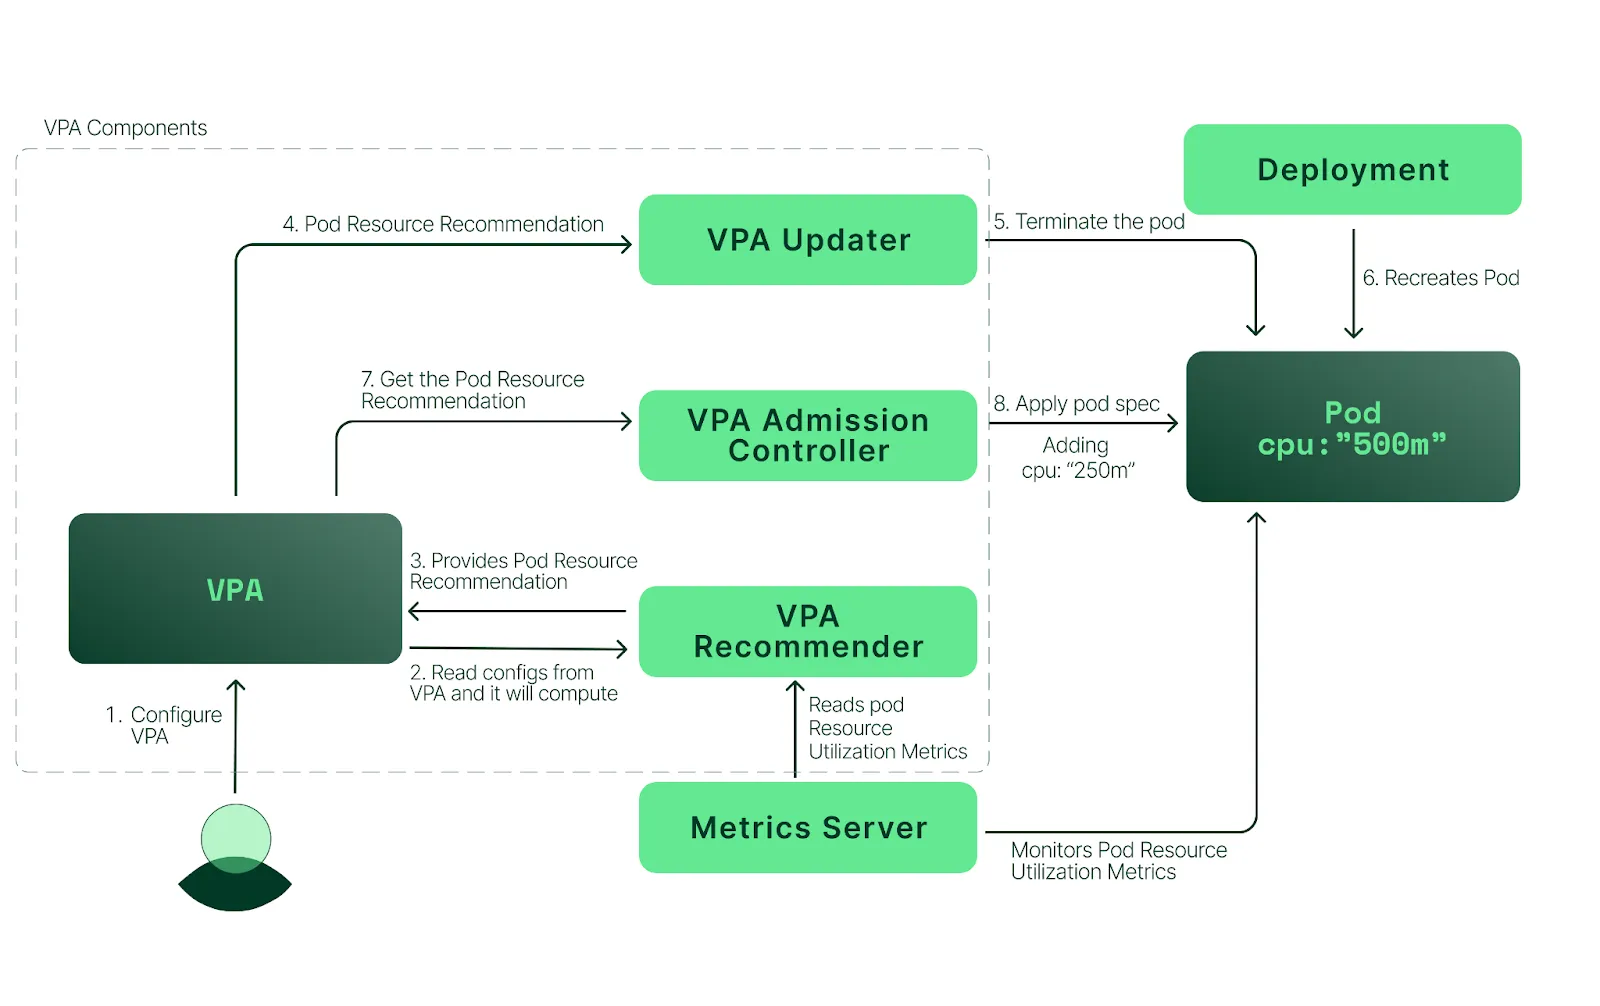 VPA Components
Deployment
4. Pod Resource Recommendation
VPA Updater
5. Terminate the pod
6. Recreates Pod
7. Get the Pod Resource
Recommendation
VPA Admission
Controller
8. Apply pod spec
Adding
cpu: “250m”
Pod
cpu:”500m”
VPA
3. Provides Pod Resource
Recommendation
VPA
Recommender
2. Read configs from
VPA and it will compute
1. Configure
VPA
Reads pod
Resource
Utilization Metrics
Metrics Server
Monitors Pod Resource
Utilization Metrics